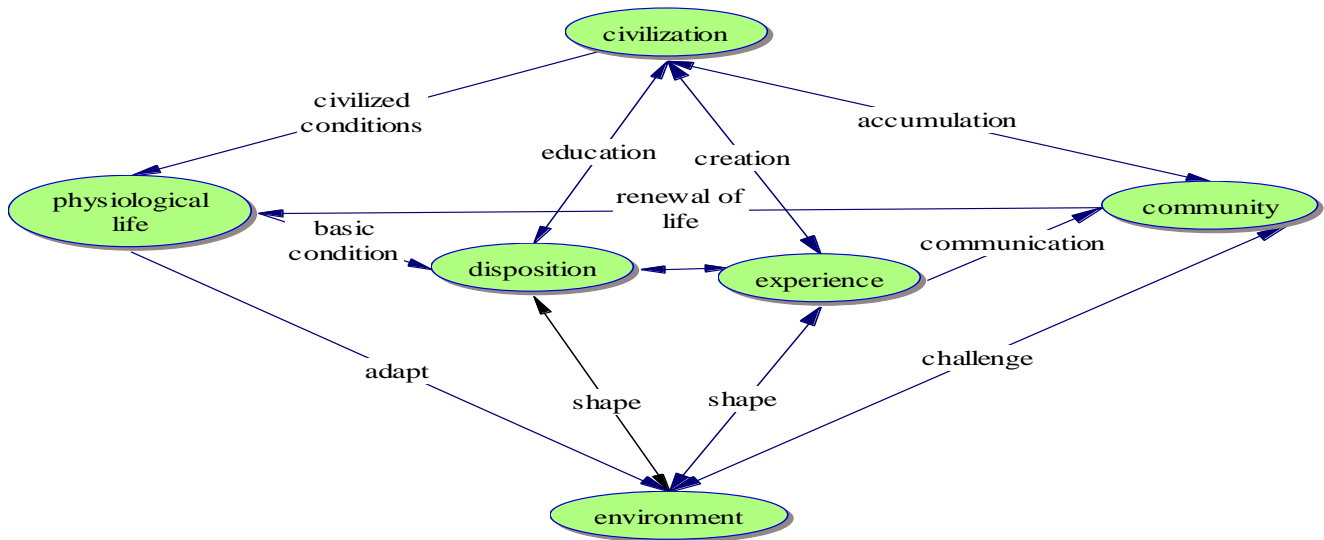 civilization
civilized
conditions
accumulation
education
creation
physiological
life
renewal of
life
community
basic
condition
communication
disposition
experience
adapt
challenge
shape
shape
environment